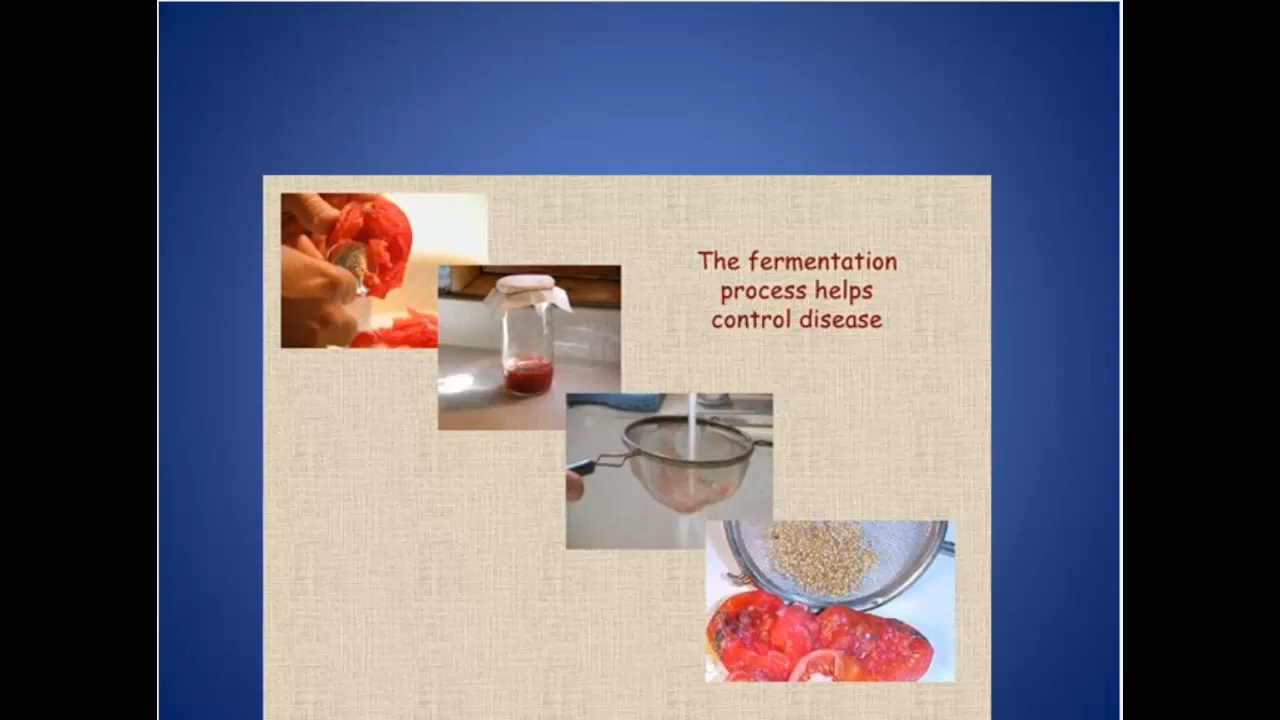 The fermentation
process helps
control disease